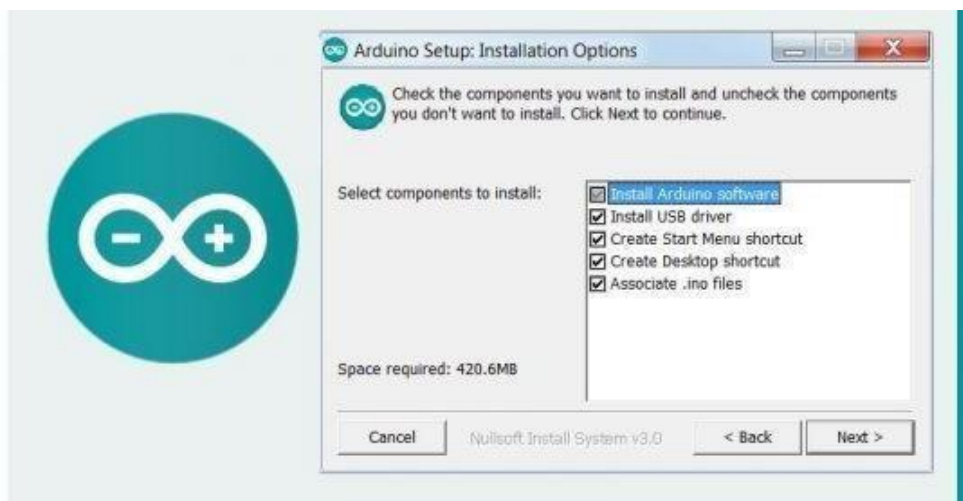 Arduino Setup: Installation Options
Check the components you want to install and uncheck the components
you don't want to install. Click Next to continue.
Select components to install:
Install Arduino software
Install USB driver
Create Start Menu shortcut
Create Desktop shortcut
Associate .ino files
Space required: 420.6MB
Cancel
Nullsoft Install System v3.0
< Back
Next >